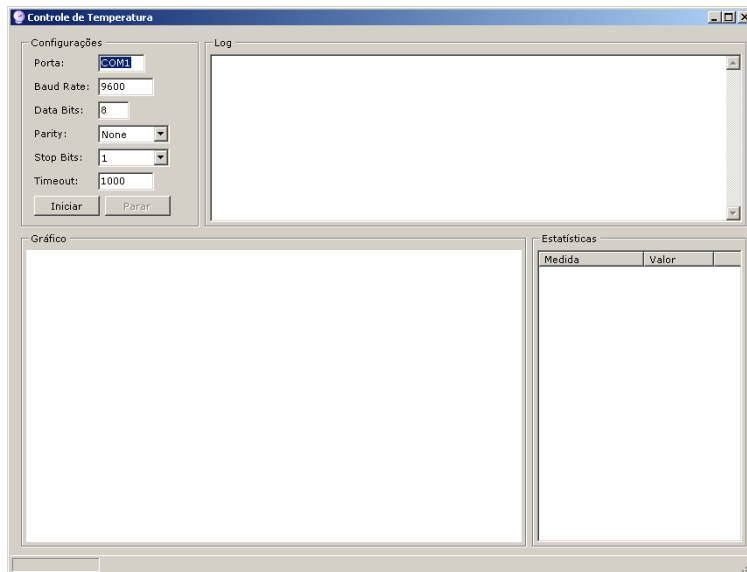 Controle de Temperatura
Configurações
Porta: COM1
Baud Rate: 9600
Data Bits: 8
Parity: None
Stop Bits: 1
Timeout: 1000
Iniciar Parar
Log
Gráfico
Estatísticas
Medida Valor